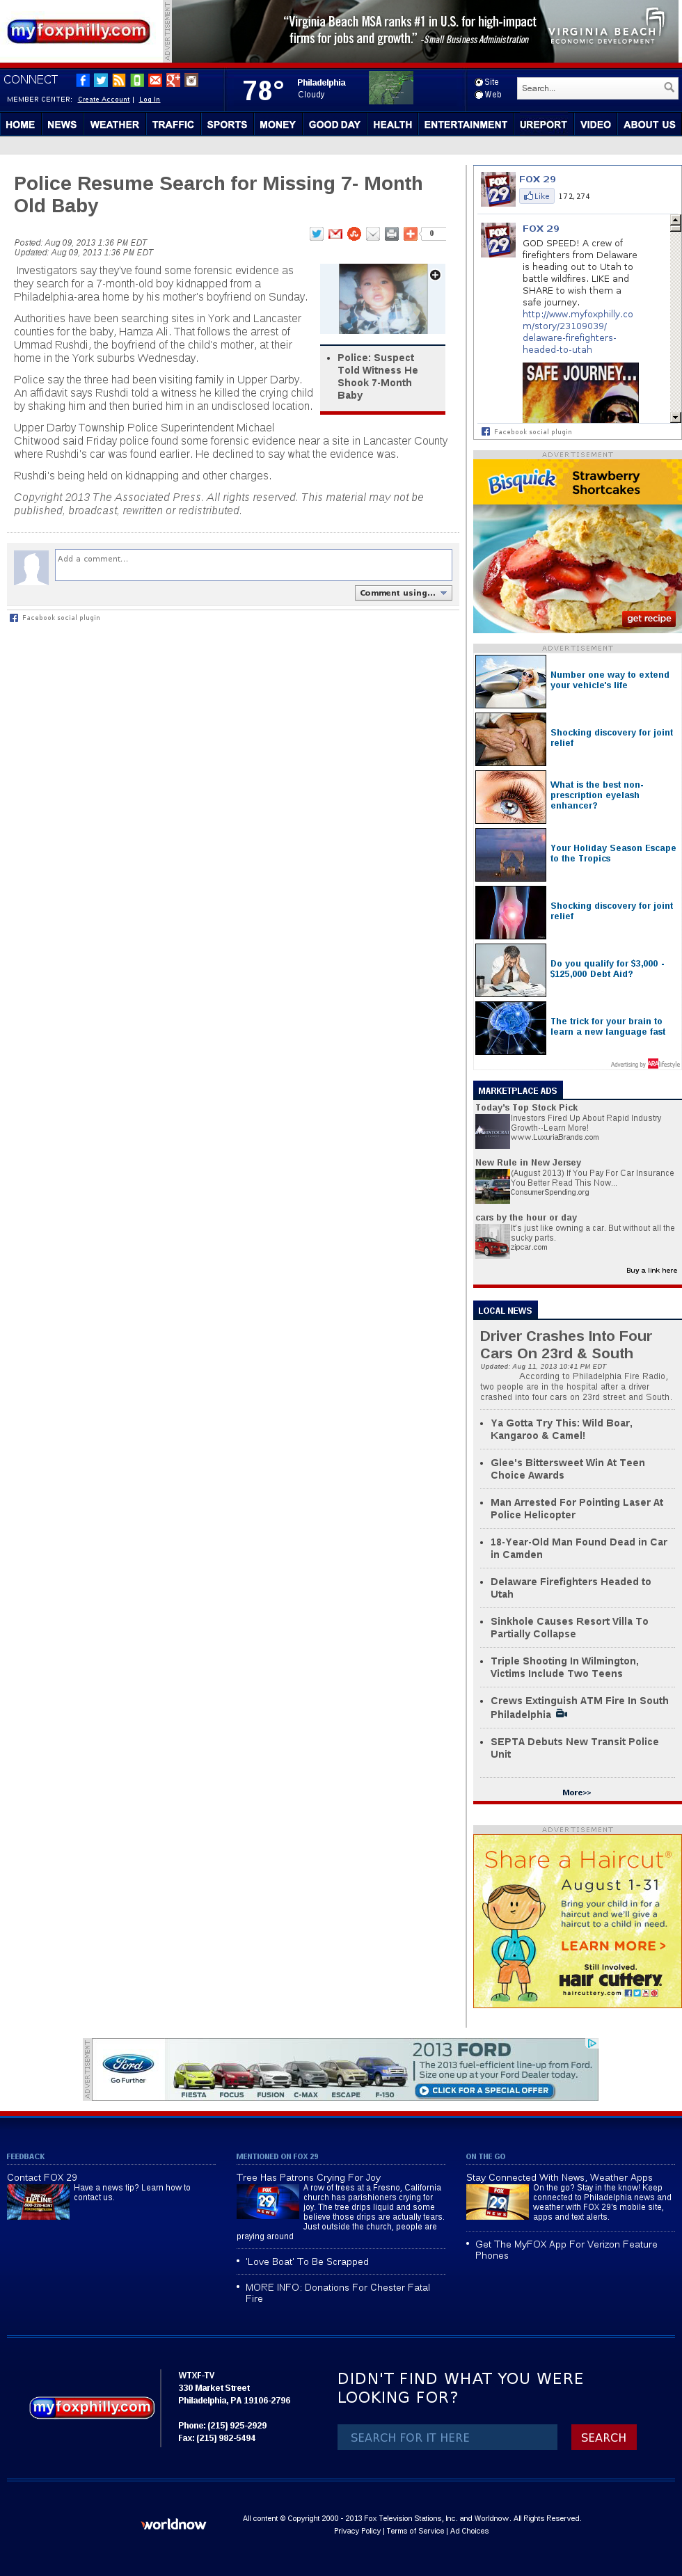 myfoxphilly.com
ADVERTISEMENT
“Virginia Beach MSA ranks #1 in U.S. for high-impact
firms for jobs and growth.” -Small Business Administration
VIRGINIA BEACH
ECONOMIC DEVELOPMENT
CONNECT
MEMBER CENTER: Create Account | Log In
78°
Philadelphia
Cloudy
Site
Web
Search...
HOME NEWS WEATHER TRAFFIC SPORTS MONEY GOOD DAY HEALTH ENTERTAINMENT UREPORT VIDEO ABOUT US
Police Resume Search for Missing 7- Month
Old Baby
0
Posted: Aug 09, 2013 1:36 PM EDT
Updated: Aug 09, 2013 1:36 PM EDT
Investigators say they've found some forensic evidence as
they search for a 7-month-old boy kidnapped from a
Philadelphia-area home by his mother's boyfriend on Sunday.
Authorities have been searching sites in York and Lancaster
counties for the baby, Hamza Ali. That follows the arrest of
Ummad Rushdi, the boyfriend of the child's mother, at their
home in the York suburbs Wednesday.
Police say the three had been visiting family in Upper Darby.
An affidavit says Rushdi told a witness he killed the crying child
by shaking him and then buried him in an undisclosed location.
Upper Darby Township Police Superintendent Michael
Chitwood said Friday police found some forensic evidence near a site in Lancaster County
where Rushdi's car was found earlier. He declined to say what the evidence was.
Rushdi's being held on kidnapping and other charges.
Copyright 2013 The Associated Press. All rights reserved. This material may not be
published, broadcast, rewritten or redistributed.
Police: Suspect
Told Witness He
Shook 7-Month
Baby
Add a comment...
Comment using...
Facebook social plugin
FOX 29
Like 172,274
FOX 29
GOD SPEED! A crew of
firefighters from Delaware
is heading out to Utah to
battle wildfires. LIKE and
SHARE to wish them a
safe journey.
http://www.myfoxphilly.co
m/story/23109039/
delaware-firefighters-
headed-to-utah
SAFE JOURNEY...
Facebook social plugin
ADVERTISEMENT
Bisquick
Strawberry
Shortcakes
get recipe
ADVERTISEMENT
Number one way to extend
your vehicle's life
Shocking discovery for joint
relief
What is the best non-
prescription eyelash
enhancer?
Your Holiday Season Escape
to the Tropics
Shocking discovery for joint
relief
Do you qualify for $3,000 -
$125,000 Debt Aid?
The trick for your brain to
learn a new language fast
Advertising by ARA lifestyle
MARKETPLACE ADS
Today's Top Stock Pick
Investors Fired Up About Rapid Industry
Growth--Learn More!
www.LuxuriaBrands.com
New Rule in New Jersey
(August 2013) If You Pay For Car Insurance
You Better Read This Now...
ConsumerSpending.org
cars by the hour or day
It's just like owning a car. But without all the
sucky parts.
zipcar.com
Buy a link here
LOCAL NEWS
Driver Crashes Into Four
Cars On 23rd & South
Updated: Aug 11, 2013 10:41 PM EDT
According to Philadelphia Fire Radio,
two people are in the hospital after a driver
crashed into four cars on 23rd street and South.
Ya Gotta Try This: Wild Boar,
Kangaroo & Camel!
Glee's Bittersweet Win At Teen
Choice Awards
Man Arrested For Pointing Laser At
Police Helicopter
18-Year-Old Man Found Dead in Car
in Camden
Delaware Firefighters Headed to
Utah
Sinkhole Causes Resort Villa To
Partially Collapse
Triple Shooting In Wilmington,
Victims Include Two Teens
Crews Extinguish ATM Fire In South
Philadelphia
SEPTA Debuts New Transit Police
Unit
More>>
ADVERTISEMENT
Share a Haircut®
August 1-31
Bring your child in for a
haircut and we'll give a
haircut to a child in need.
LEARN MORE >
Still Involved.
Hair Cuttery.
haircuttery.com
ADVERTISEMENT
Ford
Go Further
FIESTA FOCUS FUSION C-MAX ESCAPE F-150
2013 FORD
The 2013 fuel-efficient line-up from Ford.
Size one up at your Ford Dealer today.
CLICK FOR A SPECIAL OFFER
FEEDBACK
Contact FOX 29
Have a news tip? Learn how to
contact us.
MENTIONED ON FOX 29
Tree Has Patrons Crying For Joy
A row of trees at a Fresno, California
church has parishioners crying for
joy. The tree drips liquid and some
believe those drips are actually tears.
Just outside the church, people are
praying around
'Love Boat' To Be Scrapped
MORE INFO: Donations For Chester Fatal
Fire
ON THE GO
Stay Connected With News, Weather Apps
On the go? Stay in the know! Keep
connected to Philadelphia news and
weather with FOX 29's mobile site,
apps and text alerts.
Get The MyFOX App For Verizon Feature
Phones
myfoxphilly.com
WTXF-TV
330 Market Street
Philadelphia, PA 19106-2796
Phone: (215) 925-2929
Fax: (215) 982-5494
DIDN'T FIND WHAT YOU WERE
LOOKING FOR?
SEARCH FOR IT HERE
SEARCH
worldnow
All content © Copyright 2000 - 2013 Fox Television Stations, Inc. and Worldnow. All Rights Reserved.
Privacy Policy | Terms of Service | Ad Choices